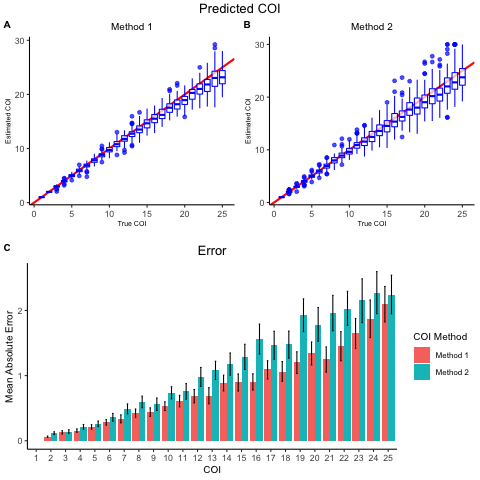 Predicted COI
A
Method 1
Estimated COI
30
20
10
0
0 5 10 15 20 25
True COI
B
Method 2
Estimated COI
30
20
10
0
0 5 10 15 20 25
True COI
C
Error
Mean Absolute Error
2
1
0
1 2 3 4 5 6 7 8 9 10 11 12 13 14 15 16 17 18 19 20 21 22 23 24 25
COI
COI Method
Method 1
Method 2